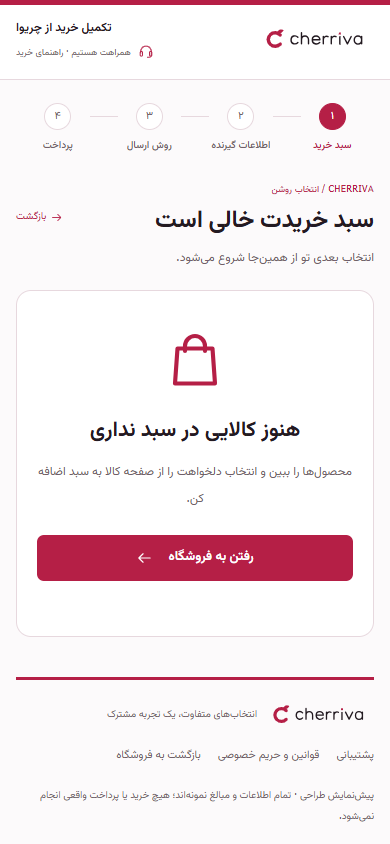 cherriva
تکمیل خرید از چریوا
همراهت هستیم · راهنمای خرید
۱
۲
۳
۴
سبد خرید
اطلاعات گیرنده
روش ارسال
پرداخت
CHERRIVA / انتخاب روشن
سبد خریدت خالی است
بازگشت →
انتخاب بعدی تو از همین‌جا شروع می‌شود.
هنوز کالایی در سبد نداری
محصول‌ها را ببین و انتخاب دلخواهت را از صفحه کالا به سبد اضافه
کن.
رفتن به فروشگاه ←
cherriva
انتخاب‌های متفاوت، یک تجربه مشترک
پشتیبانی
قوانین و حریم خصوصی
بازگشت به فروشگاه
پیش‌نمایش طراحی · تمام اطلاعات و مبالغ نمونه‌اند؛ هیچ خرید یا پرداخت واقعی انجام
نمی‌شود.